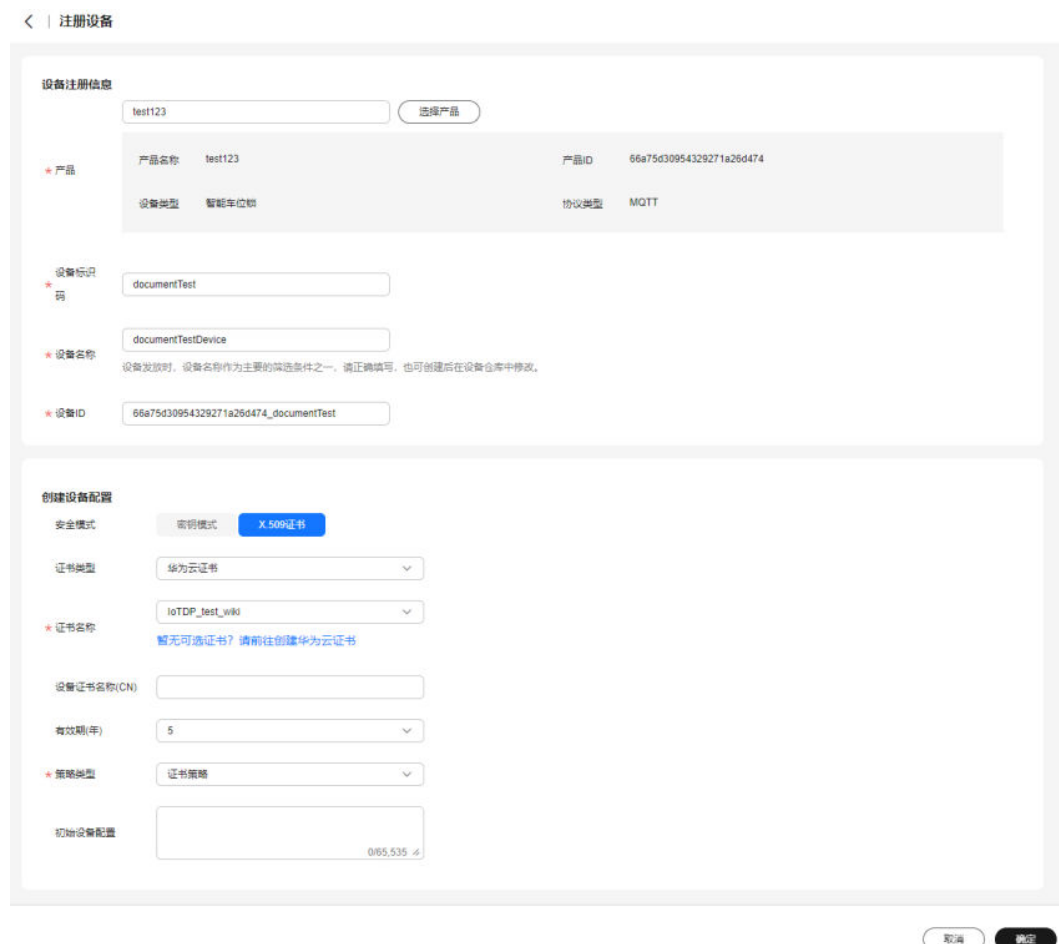 注册设备
设备注册信息
test123
选择产品
* 产品
产品名称 test123 产品ID 66a75d30954329271a26d474
设备类型 智能车位锁 协议类型 MQTT
* 设备标识
码
documentTest
* 设备名称
documentTestDevice
设备发放时，设备名称作为主要的筛选条件之一，请正确填写，也可创建后在设备仓库中修改。
* 设备ID 66a75d30954329271a26d474_documentTest
创建设备配置
安全模式 密钥模式 X.509证书
证书类型 华为云证书
* 证书名称 IoTDP_test_wiki
暂无可选证书？请前往创建华为云证书
设备证书名称(CN)
有效期(年) 5
* 策略类型 证书策略
初始设备配置
0/65,535
取消 确定